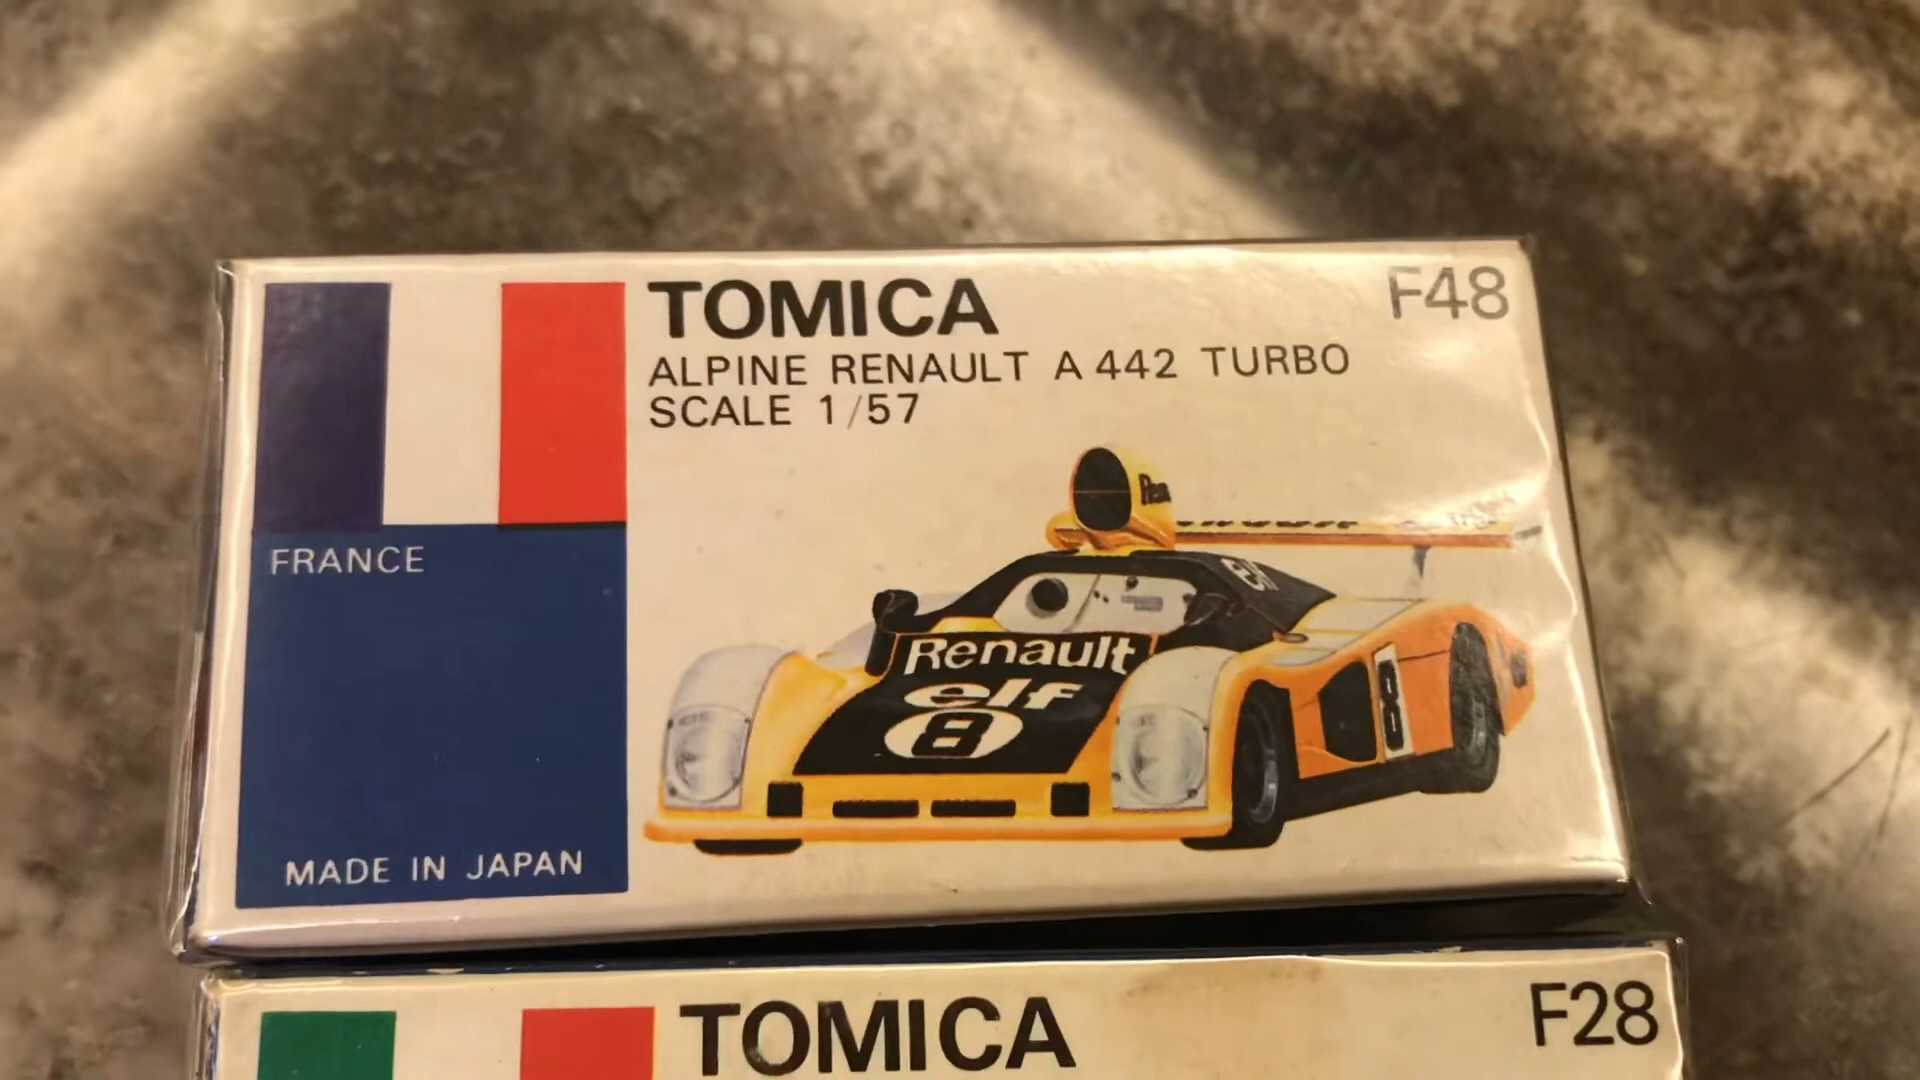 TOMICA
F48
ALPINE RENAULT A 442 TURBO
SCALE 1/57
FRANCE
elf
Renault
elf
8
8
MADE IN JAPAN
TOMICA
F28